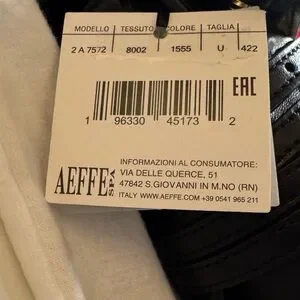 MODELLO TESSUTO COLORE TAGLIA
2 A 7572 8002 1555 U 422
EAC
1 96330 45173 2
INFORMAZIONI AL CONSUMATORE:
VIA DELLE QUERCE, 51
47842 S.GIOVANNI IN M.NO (RN)
ITALY WWW.AEFFE.COM +39 0541 965 211
AEFFE SPA